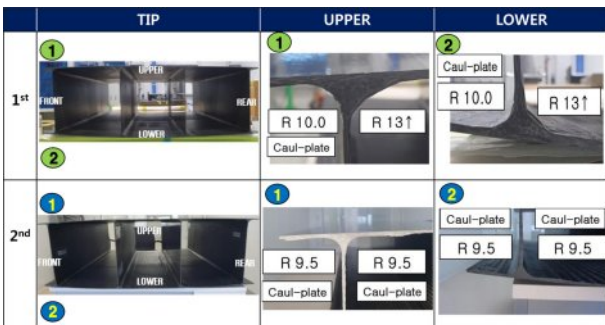 TIP UPPER LOWER
1st
1
UPPER
FRONT
REAR
LOWER
2
1
R 10.0
R 13↑
Caul-plate
2
Caul-plate
R 10.0
R 13↑
2nd
1
UPPER
FRONT
REAR
LOWER
2
1
R 9.5
R 9.5
Caul-plate
Caul-plate
2
Caul-plate
Caul-plate
R 9.5
R 9.5